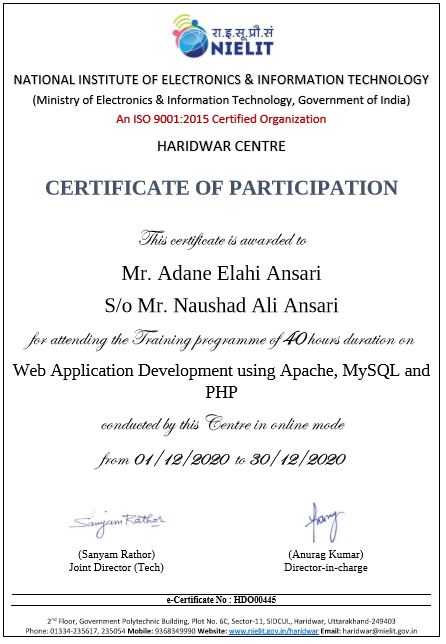 रा.इ.सू.प्रौ.सं
NIELIT
NATIONAL INSTITUTE OF ELECTRONICS & INFORMATION TECHNOLOGY
(Ministry of Electronics & Information Technology, Government of India)
An ISO 9001:2015 Certified Organization
HARIDWAR CENTRE
CERTIFICATE OF PARTICIPATION
This certificate is awarded to
Mr. Adane Elahi Ansari
S/o Mr. Naushad Ali Ansari
for attending the Training programme of 40 hours duration on
Web Application Development using Apache, MySQL and
PHP
conducted by this Centre in online mode
from 01/12/2020 to 30/12/2020
Sanyam Rathor
(Sanyam Rathor) (Anurag Kumar)
Joint Director (Tech) Director-in-charge
e-Certificate No : HDO00445
2nd Floor, Government Polytechnic Building, Plot No. 6C, Sector-11, SIDCUL, Haridwar, Uttarakhand-249403
Phone: 01334-235617, 235054 Mobile: 9368349990 Website: www.nielit.gov.in/haridwar Email: haridwar@nielit.gov.in